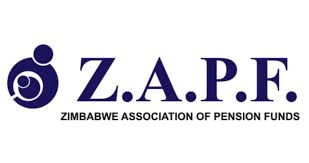 Z.A.P.F.
ZIMBABWE ASSOCIATION OF PENSION FUNDS